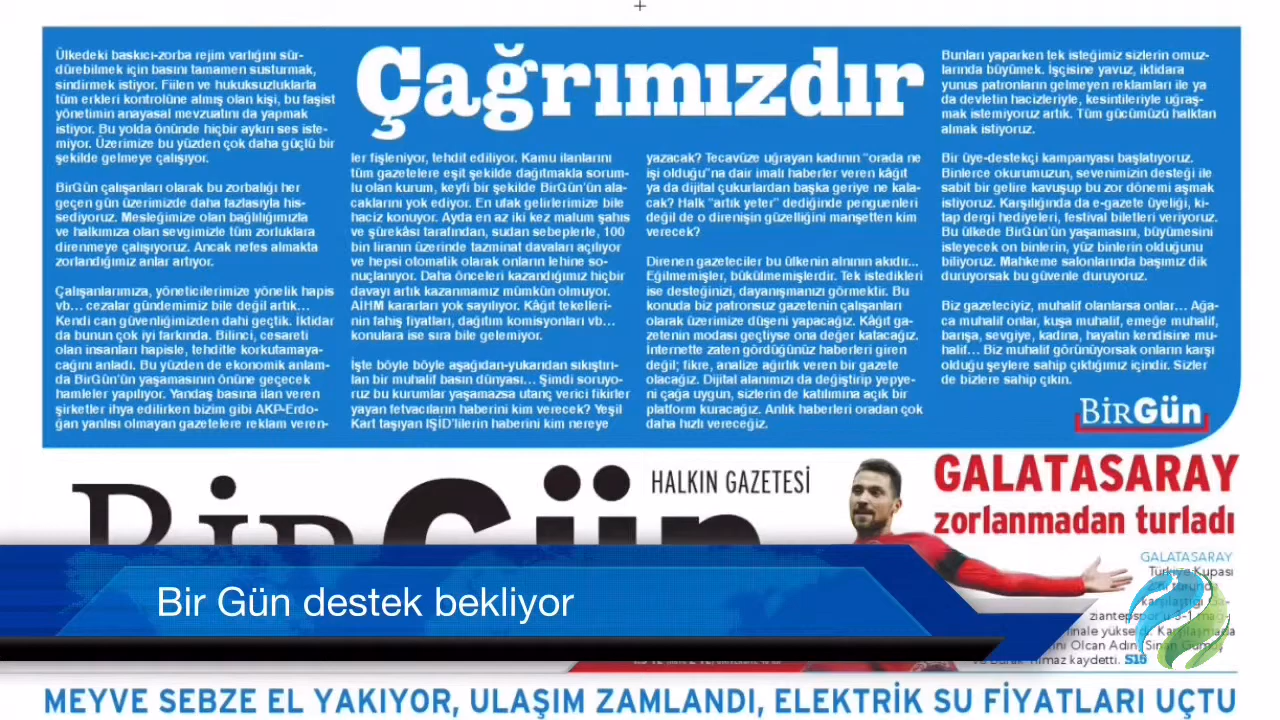 Çağrımızdır
Ülkedeki baskıcı-zorba rejim varlığını sür-
dürebilmek için basını tamamen susturmak,
sindirmek istiyor. Fiilen ve hukuksuzluklarla
tüm erkleri kontrolüne almış olan kişi, bu faşist
yönetimin anayasal mevzuatını da yapmak
istiyor. Bu yolda önünde hiçbir aykırı ses iste-
miyor. Üzerimize bu yüzden çok daha güçlü bir
şekilde gelmeye çalışıyor.
BirGün çalışanları olarak bu zorbalığı her
geçen gün üzerimizde daha fazlasıyla his-
sediyoruz. Mesleğimize olan bağlılığımızla
ve halkımıza olan sevgimizle tüm zorluklara
direnmeye çalışıyoruz. Ancak nefes almakta
zorlandığımız anlar artıyor.
Çalışanlarımıza, yöneticilerimize yönelik hapis
vb... cezalar gündemimiz bile değil artık...
Kendi can güvenliğimizden dahi geçtik. İktidar
da bunun çok iyi farkında. Bilinci, cesareti
olan insanları hapisle, tehditle korkutamaya-
cağını anladı. Bu yüzden de ekonomik anlam-
da BirGün'ün yaşamasının önüne geçecek
hamleler yapılıyor. Yandaş basına ilan veren
şirketler ihya edilirken bizim gibi AKP-Erdo-
ğan yanlısı olmayan gazetelere reklam veren-
ler fişleniyor, tehdit ediliyor. Kamu ilanlarını
tüm gazetelere eşit şekilde dağıtmakla sorum-
lu olan kurum, keyfi bir şekilde BirGün'ün ala-
caklarını yok ediyor. En ufak gelirlerimize bile
haciz konuyor. Ayda en az iki kez malum şahıs
ve şürekâsı tarafından, sudan sebeplerle, 100
bin liranın üzerinde tazminat davaları açılıyor
ve hepsi otomatik olarak onların lehine so-
nuçlanıyor. Daha önceleri kazandığımız hiçbir
davayı artık kazanmamız mümkün olmuyor.
AİHM kararları yok sayılıyor. Kâğıt tekelleri-
nin fahiş fiyatları, dağıtım komisyonları vb...
konulara ise sıra bile gelemiyor.
İşte böyle böyle aşağıdan-yukarıdan sıkıştırı-
lan bir muhalif basın dünyası... Şimdi soruyo-
ruz bu kurumlar yaşamazsa utanç verici fikirler
yayan fetvacıların haberini kim verecek? Yeşil
Kart taşıyan IŞİD'lilerin haberini kim nereye
yazacak? Tecavüze uğrayan kadının "orada ne
işi olduğu"na dair imalı haberler veren kâğıt
ya da dijital çukurlardan başka geriye ne kala-
cak? Halk "artık yeter" dediğinde penguenleri
değil de o direnişin güzelliğini manşetten kim
verecek?
Direnen gazeteciler bu ülkenin alnının akıdır...
Eğilmemişler, bükülmemişlerdir. Tek istedikleri
ise desteğinizi, dayanışmanızı görmektir. Bu
konuda biz patronsuz gazetenin çalışanları
olarak üzerimize düşeni yapacağız. Kâğıt ga-
zetenin modası geçtiyse ona değer katacağız.
İnternette zaten gördüğünüz haberleri giren
değil; fikre, analize ağırlık veren bir gazete
olacağız. Dijital alanımızı da değiştirip yepye-
ni çağa uygun, sizlerin de katılımına açık bir
platform kuracağız. Anlık haberleri oradan çok
daha hızlı vereceğiz.
Bunları yaparken tek isteğimiz sizlerin omuz-
larında büyümek. İşçisine yavuz, iktidara
yunus patronların gelmeyen reklamları ile ya
da devletin hacizleriyle, kesintileriyle uğraş-
mak istemiyoruz artık. Tüm gücümüzü halktan
almak istiyoruz.
Bir üye-destekçi kampanyası başlatıyoruz.
Binlerce okurumuzun, sevenimizin desteği ile
sabit bir gelire kavuşup bu zor dönemi aşmak
istiyoruz. Karşılığında da e-gazete üyeliği, ki-
tap dergi hediyeleri, festival biletleri veriyoruz.
Bu ülkede BirGün'ün yaşamasını, büyümesini
isteyecek on binlerin, yüz binlerin olduğunu
biliyoruz. Mahkeme salonlarında başımız dik
duruyorsak bu güvenle duruyoruz.
Biz gazeteciyiz, muhalif olanlarsa onlar... Ağa-
ca muhalif onlar, kuşa muhalif, emeğe muhalif,
barışa, sevgiye, kadına, hayatın kendisine mu-
halif... Biz muhalif görünüyorsak onların karşı
olduğu şeylere sahip çıktığımız içindir. Sizler
de bizlere sahip çıkın.
BirGün
BirGün
HALKIN GAZETESİ
GALATASARAY
zorlanmadan turladı
GALATASARAY
Türkiye Kupası
karşılaştığı Ga-
ziantepspor'u 3-1
finale yükseldi. Karşılaşmada
Olcan Adın, Sinan Gümüş
Yılmaz kaydetti. S15
Bir Gün destek bekliyor
MEYVE SEBZE EL YAKIYOR, ULAŞIM ZAMLANDI, ELEKTRİK SU FİYATLARI UÇTU